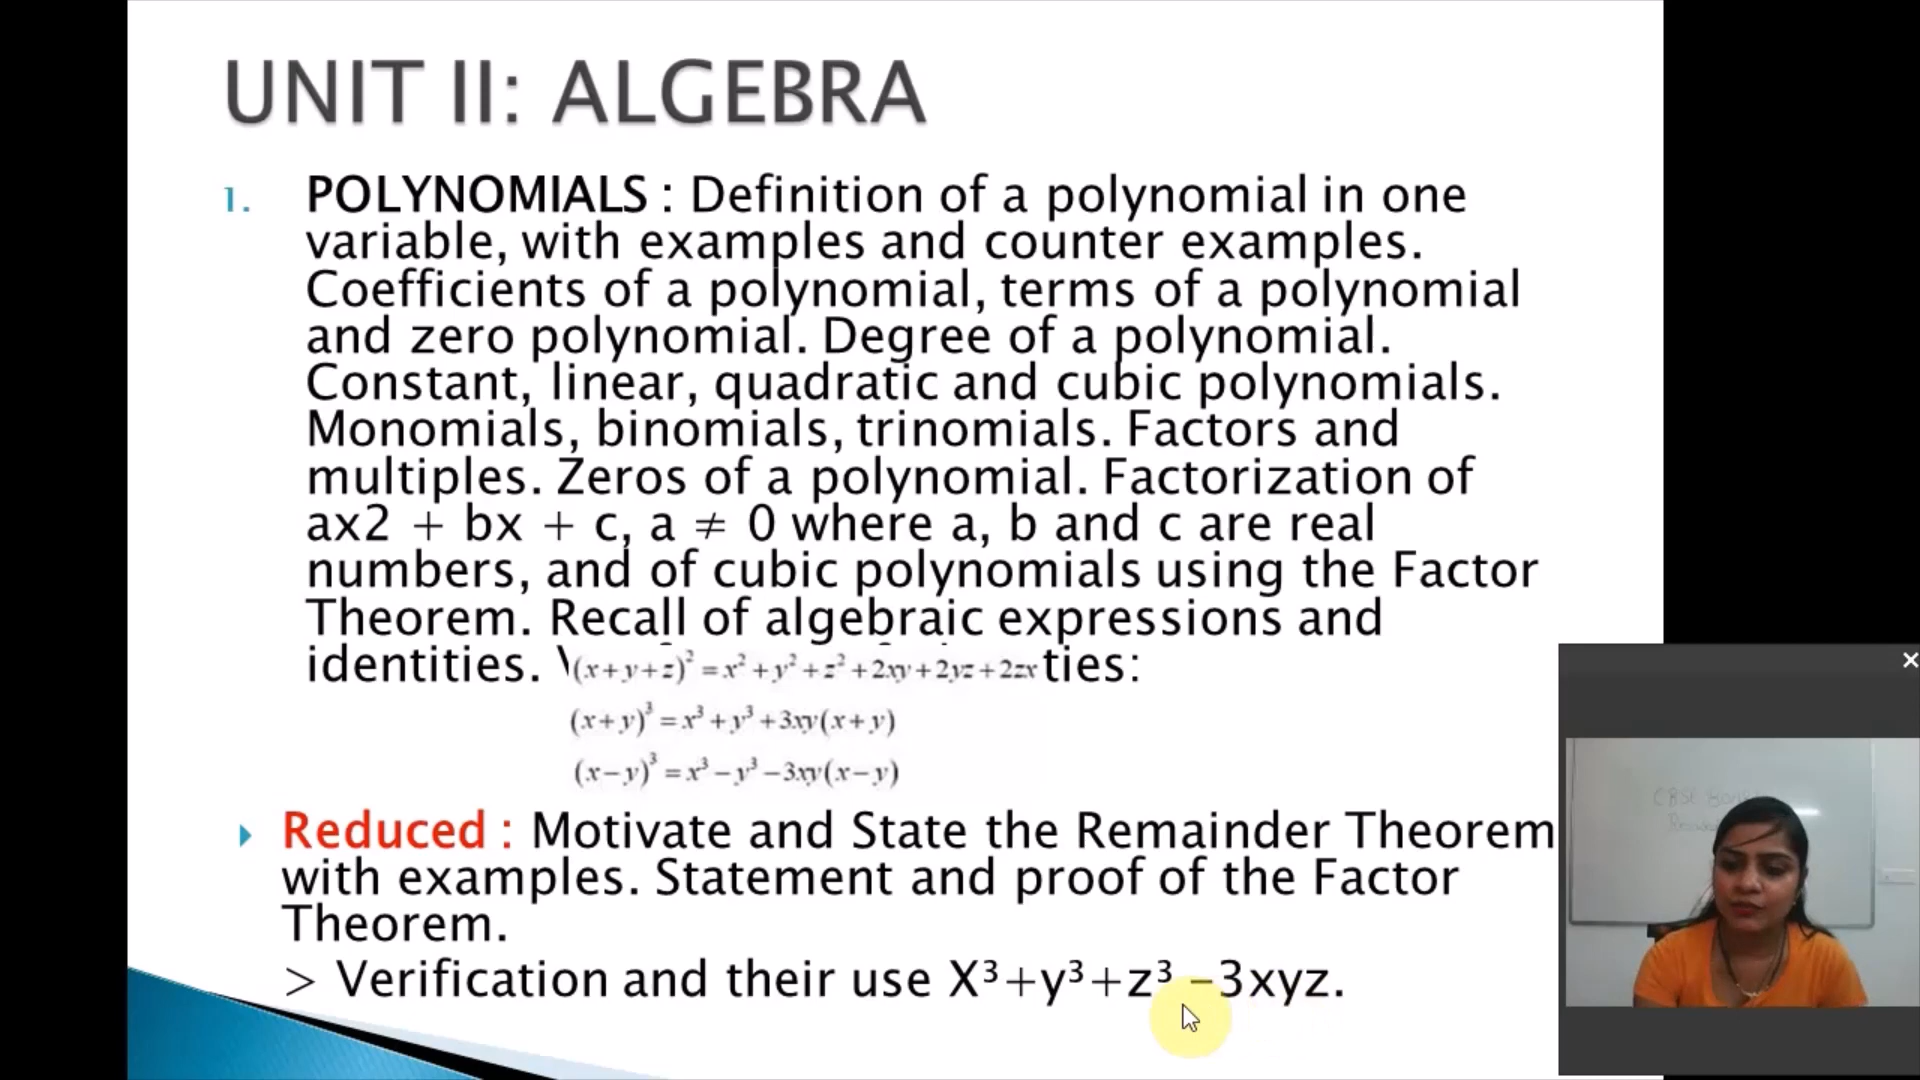 UNIT II: ALGEBRA
1. POLYNOMIALS : Definition of a polynomial in one
variable, with examples and counter examples.
Coefficients of a polynomial, terms of a polynomial
and zero polynomial. Degree of a polynomial.
Constant, linear, quadratic and cubic polynomials.
Monomials, binomials, trinomials. Factors and
multiples. Zeros of a polynomial. Factorization of
ax2 + bx + c, a ≠ 0 where a, b and c are real
numbers, and of cubic polynomials using the Factor
Theorem. Recall of algebraic expressions and
identities. (x+y+z)² = x² + y² + z² + 2xy + 2yz + 2zx ties:
(x+y)³ = x³ + y³ + 3xy(x+y)
(x−y)³ = x³ − y³ − 3xy(x−y)
Reduced : Motivate and State the Remainder Theorem
with examples. Statement and proof of the Factor
Theorem.
> Verification and their use X³+y³+z³ −3xyz.
CBSE